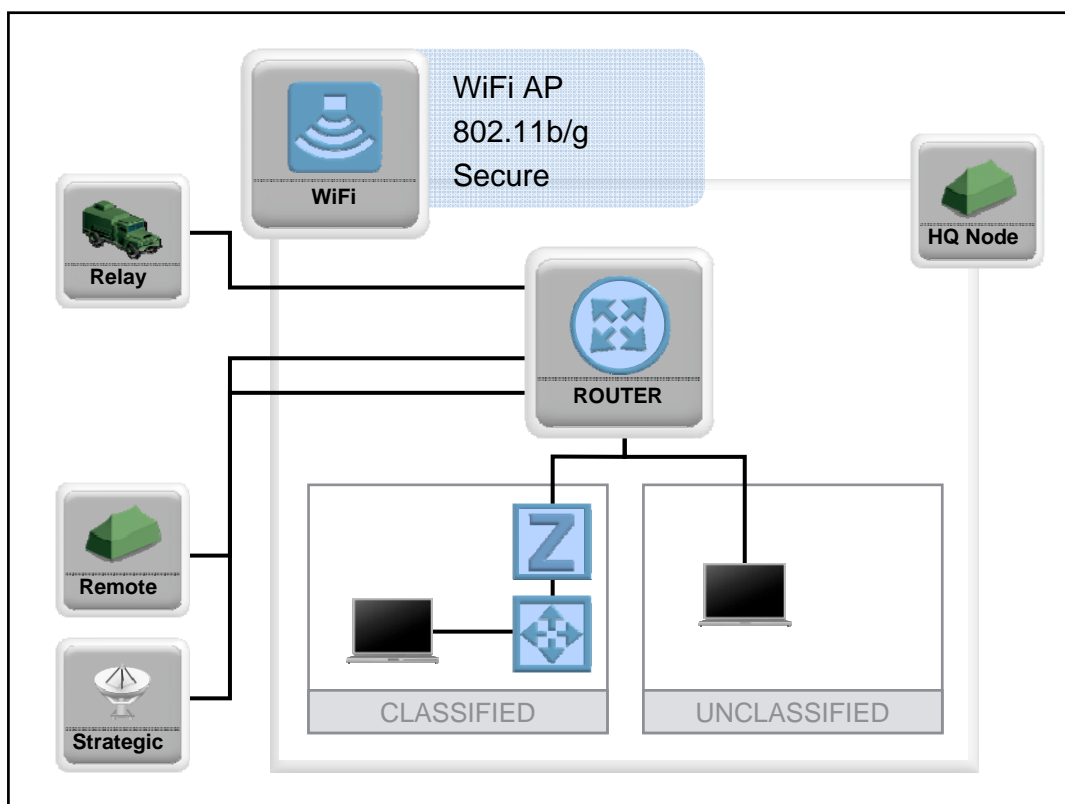 WiFi AP
802.11b/g
Secure
WiFi
HQ Node
Relay
ROUTER
Z
Remote
Strategic
CLASSIFIED
UNCLASSIFIED